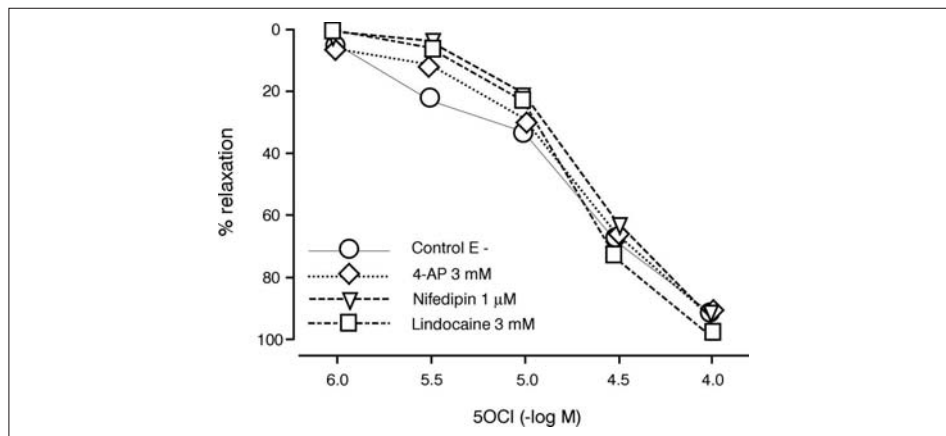 0
20
40
60
80
100
% relaxation
Control E -
4-AP 3 mM
Nifedipin 1 µM
Lindocaine 3 mM
6.0 5.5 5.0 4.5 4.0
5OCI (-log M)